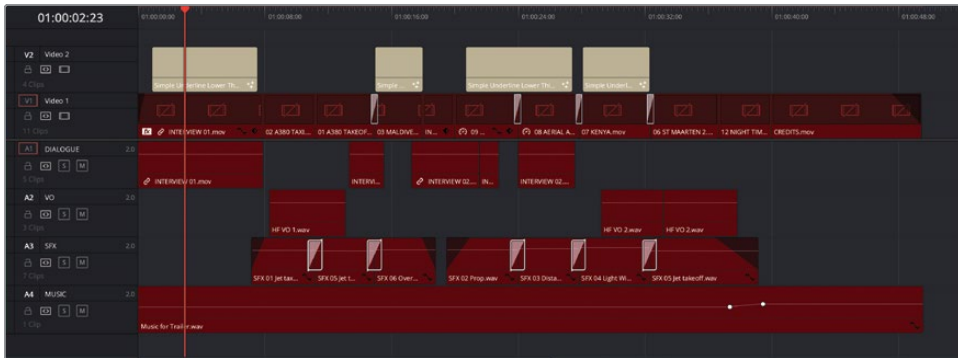 01:00:02:23
01:00:00:00 01:00:08:00 01:00:16:00 01:00:24:00 01:00:32:00 01:00:40:00 01:00:48:00
V2 Video 2
4 Clips
Simple Underline Lower Th... Simple ... Simple Underline Lower Thi... Simple Underl...
V1 Video 1
11 Clips
INTERVIEW 01.mov 02 A380 TAXI... 01 A380 TAKEOF... 03 MALDIVE... IN... 09 ... 08 AERIAL A... 07 KENYA.mov 06 ST MAARTEN 2... 12 NIGHT TIM... CREDITS.mov
A1 DIALOGUE 2.0
S M
5 Clips
INTERVIEW 01.mov INTERVI... INTERVIEW 02.... IN... INTERVIEW 02....
A2 VO 2.0
S M
3 Clips
HF VO 1.wav HF VO 2.wav HF VO 2.wav
A3 SFX 2.0
S M
7 Clips
SFX 01 Jet tax... SFX 05 Jet t... SFX 06 Over... SFX 02 Prop.wav SFX 03 Dista... SFX 04 Light Wi... SFX 05 Jet takeoff.wav
A4 MUSIC 2.0
S M
1 Clip
Music for Trailer.wav